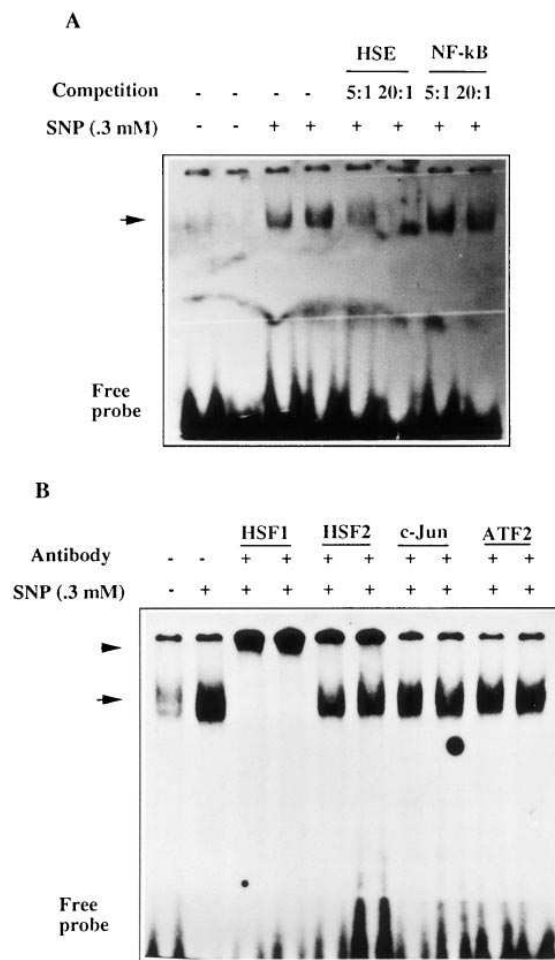 A
HSE NF-kB
Competition - - - - 5:1 20:1 5:1 20:1
SNP (.3 mM) - - + + + + + +
Free
probe
B
HSF1 HSF2 c-Jun ATF2
Antibody - - + + + + + + + +
SNP (.3 mM) - + + + + + + + + +
Free
probe